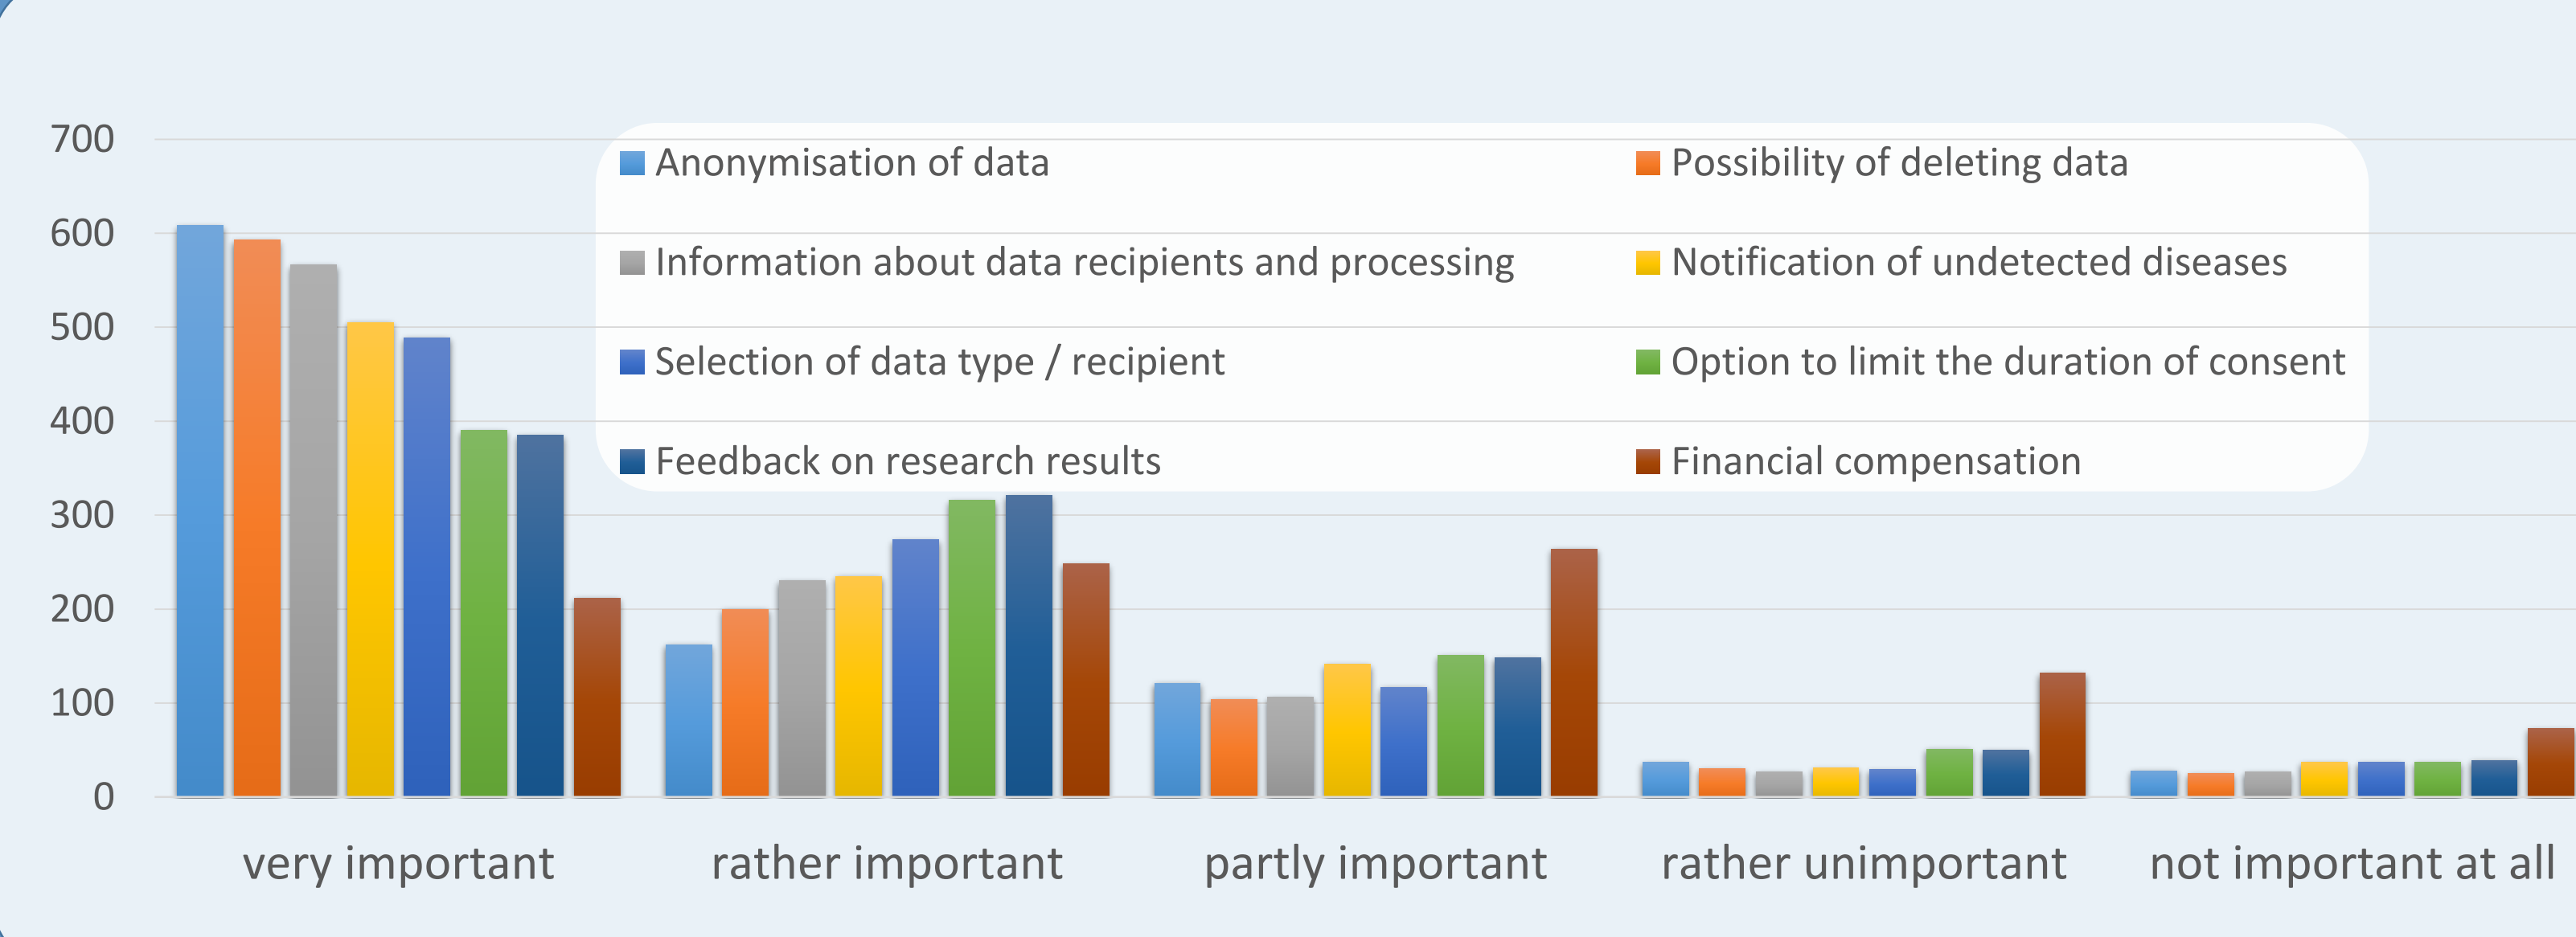 700
Anonymisation of data
Possibility of deleting data
600
Information about data recipients and processing
Notification of undetected diseases
500
Selection of data type / recipient
Option to limit the duration of consent
400
Feedback on research results
Financial compensation
300
200
100
0
very important
rather important
partly important
rather unimportant
not important at all